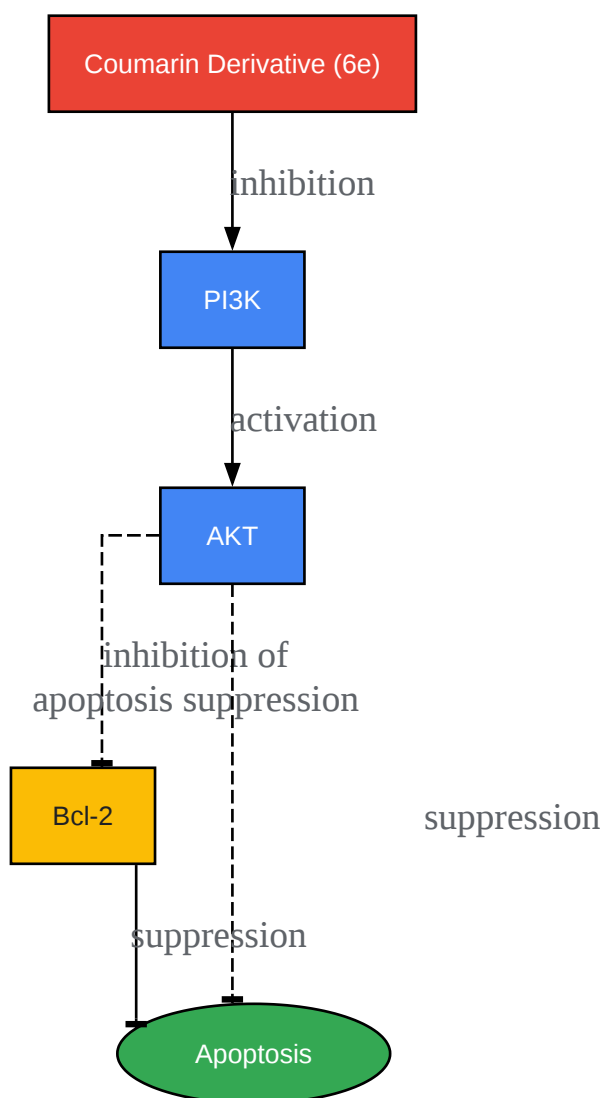 Coumarin Derivative (6e)
inhibition
PI3K
activation
AKT
inhibition of
apoptosis suppression
Bcl-2
suppression
suppression
Apoptosis